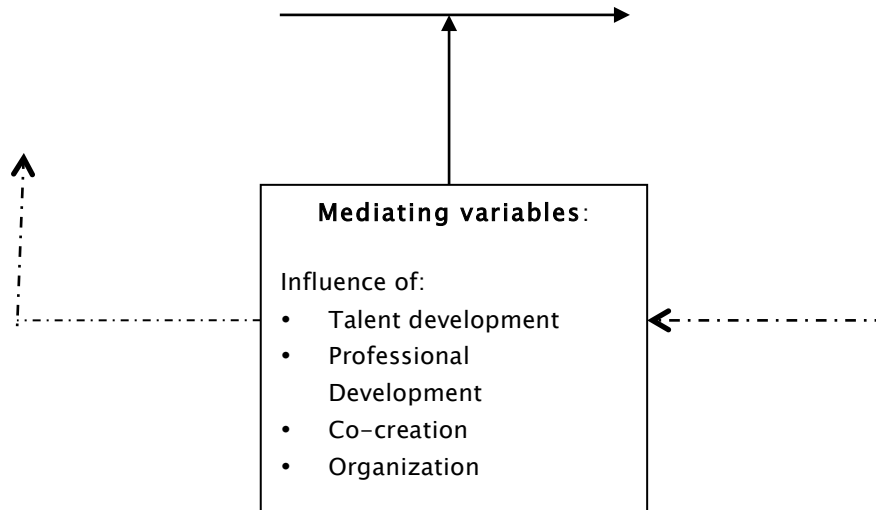 Mediating variables:
Influence of:
• Talent development
• Professional
Development
• Co-creation
• Organization